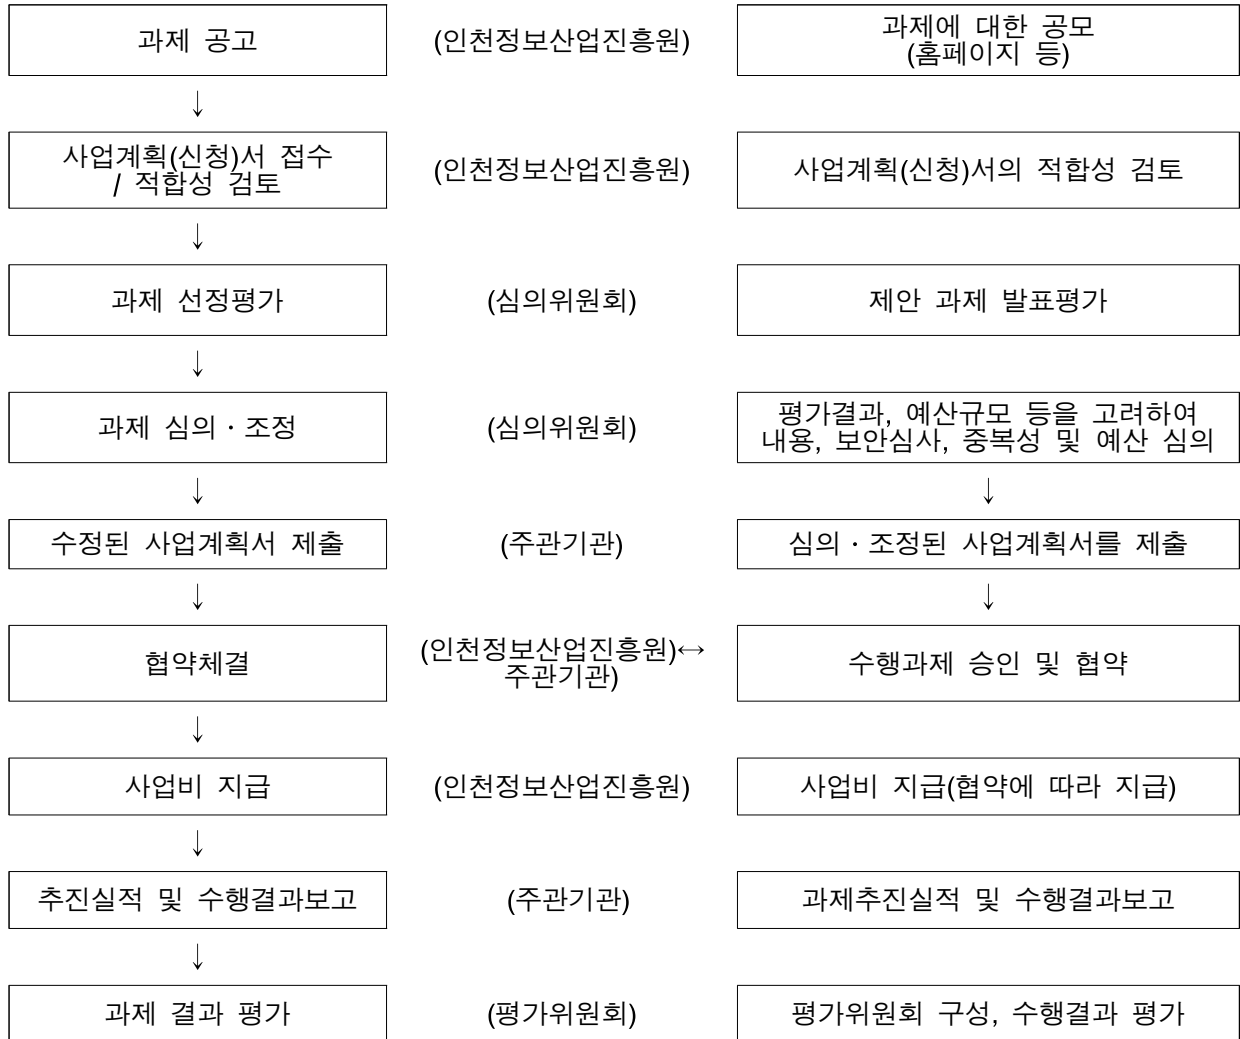 과제 공고
(인천정보산업진흥원)
과제에 대한 공모
(홈페이지 등)
↓
사업계획(신청)서 접수
/ 적합성 검토
(인천정보산업진흥원)
사업계획(신청)서의 적합성 검토
↓
과제 선정평가
(심의위원회)
제안 과제 발표평가
↓
과제 심의 · 조정
(심의위원회)
평가결과, 예산규모 등을 고려하여
내용, 보안심사, 중복성 및 예산 심의
↓
↓
수정된 사업계획서 제출
(주관기관)
심의 · 조정된 사업계획서를 제출
↓
↓
협약체결
(인천정보산업진흥원)↔
주관기관)
수행과제 승인 및 협약
↓
사업비 지급
(인천정보산업진흥원)
사업비 지급(협약에 따라 지급)
↓
추진실적 및 수행결과보고
(주관기관)
과제추진실적 및 수행결과보고
↓
과제 결과 평가
(평가위원회)
평가위원회 구성, 수행결과 평가